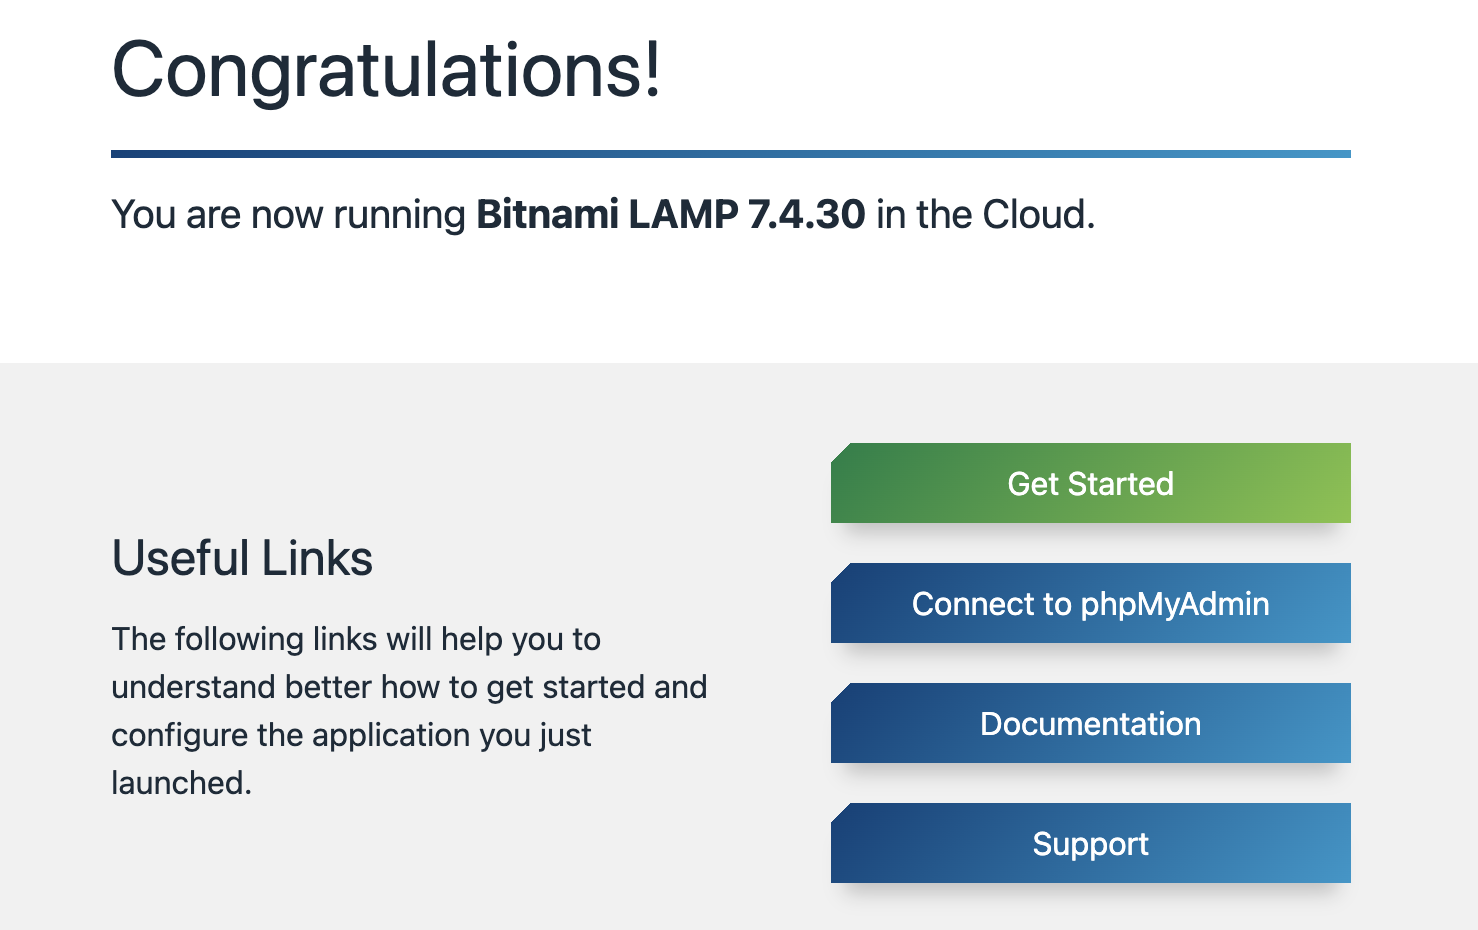 Congratulations!
You are now running Bitnami LAMP 7.4.30 in the Cloud.
Useful Links
The following links will help you to
understand better how to get started and
configure the application you just
launched.
Get Started
Connect to phpMyAdmin
Documentation
Support